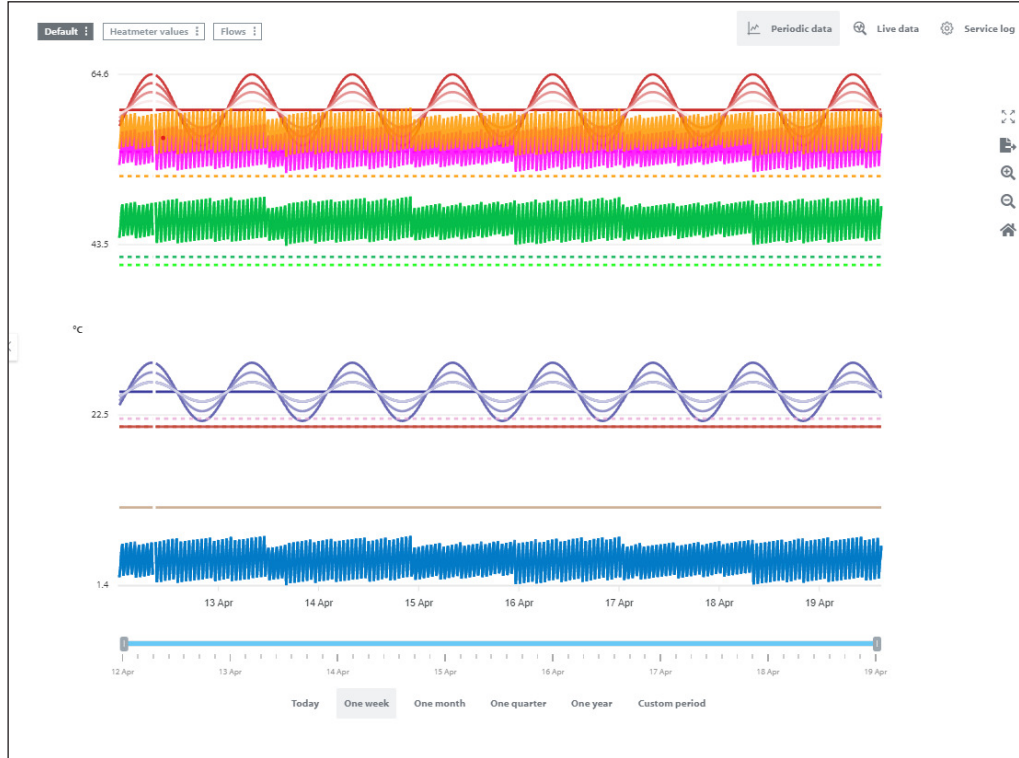 Default Heatmeter values Flows Periodic data Live data Service log
64.6
43.5
°C
22.5
1.4
13 Apr 14 Apr 15 Apr 16 Apr 17 Apr 18 Apr 19 Apr
12 Apr 13 Apr 14 Apr 15 Apr 16 Apr 17 Apr 18 Apr 19 Apr
Today One week One month One quarter One year Custom period